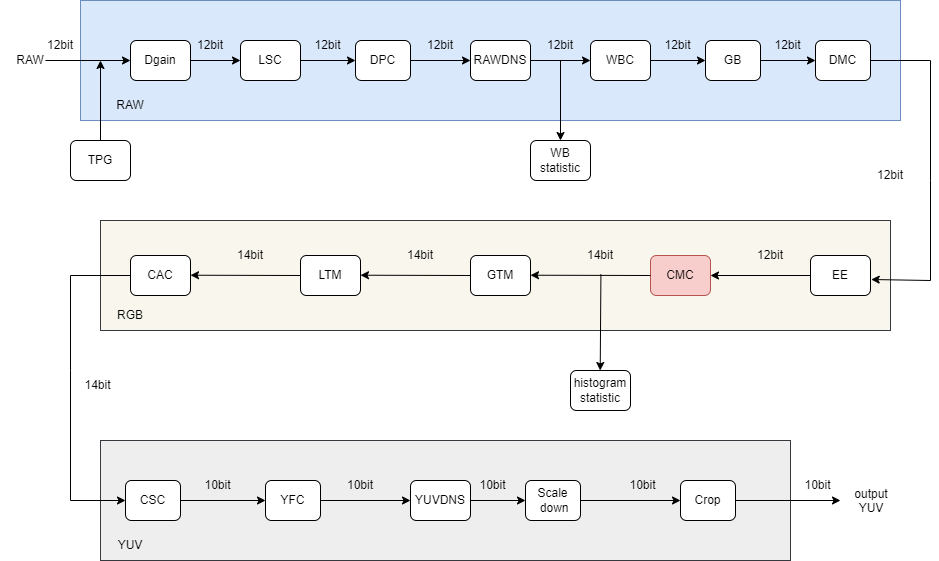 12bit
12bit
12bit
12bit
12bit
12bit
12bit
RAW
Dgain
LSC
DPC
RAWDNS
WBC
GB
DMC
RAW
TPG
WB
statistic
12bit
14bit
14bit
14bit
12bit
CAC
LTM
GTM
CMC
EE
RGB
14bit
histogram
statistic
10bit
10bit
10bit
10bit
10bit
CSC
YFC
YUVDNS
Scale
down
Crop
output
YUV
YUV